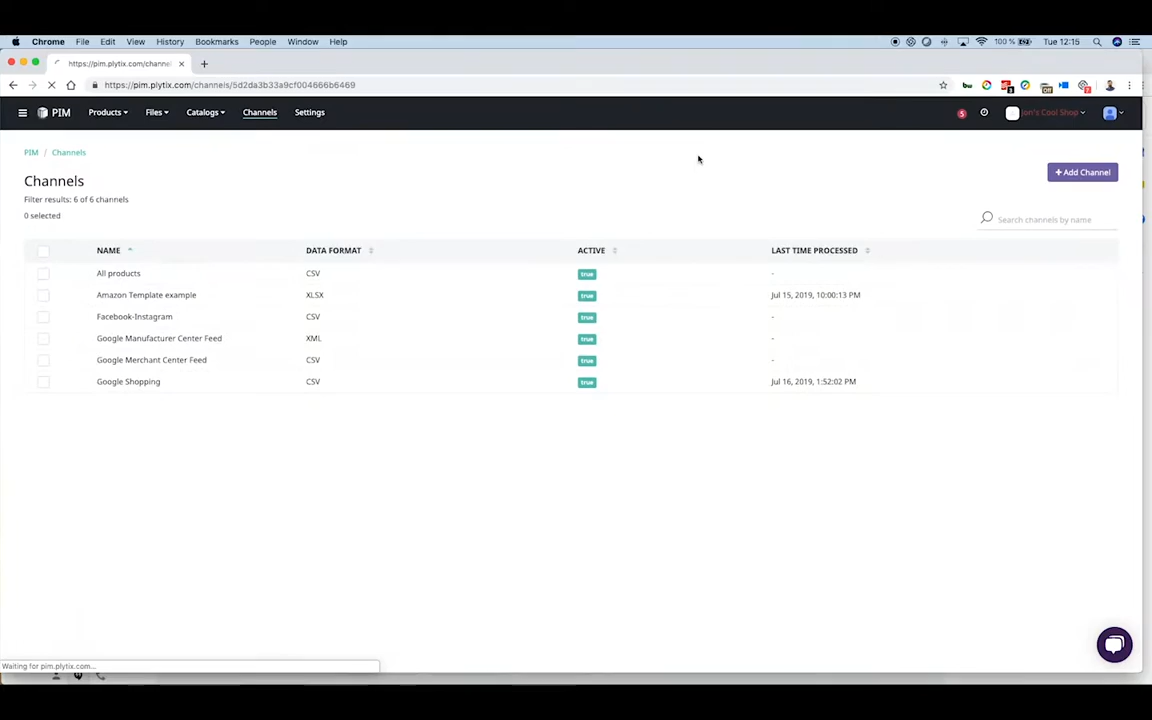 Chrome File Edit View History Bookmarks People Window Help 100 % Tue 12:15
https://pim.plytix.com/channel
https://pim.plytix.com/channels/5d2da3b33a9cf004666b6469
PIM Products Files Catalogs Channels Settings 5 Jon's Cool Shop
PIM / Channels
Channels
+ Add Channel
Filter results: 6 of 6 channels
0 selected
Search channels by name
NAME DATA FORMAT ACTIVE LAST TIME PROCESSED
All products CSV true -
Amazon Template example XLSX true Jul 15, 2019, 10:00:13 PM
Facebook-Instagram CSV true -
Google Manufacturer Center Feed XML true -
Google Merchant Center Feed CSV true -
Google Shopping CSV true Jul 16, 2019, 1:52:02 PM
Waiting for pim.plytix.com...